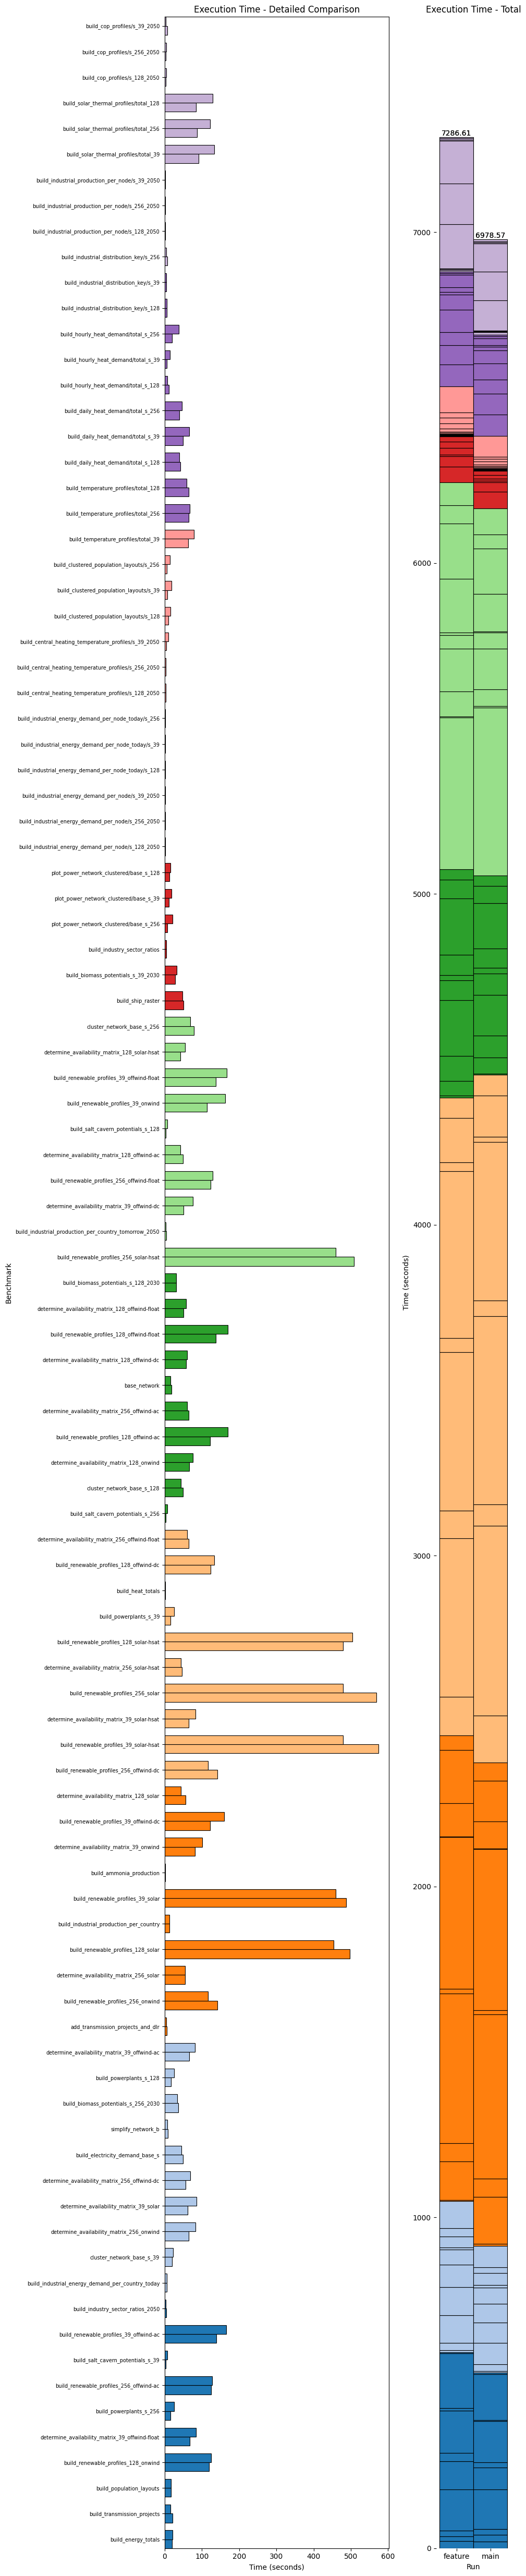 Execution Time - Detailed Comparison
Execution Time - Total
build_cop_profiles/s_39_2050
build_cop_profiles/s_256_2050
build_cop_profiles/s_128_2050
build_solar_thermal_profiles/total_128
build_solar_thermal_profiles/total_256
build_solar_thermal_profiles/total_39
build_industrial_production_per_node/s_39_2050
build_industrial_production_per_node/s_256_2050
build_industrial_production_per_node/s_128_2050
build_industrial_distribution_key/s_256
build_industrial_distribution_key/s_39
build_industrial_distribution_key/s_128
build_hourly_heat_demand/total_s_256
build_hourly_heat_demand/total_s_39
build_hourly_heat_demand/total_s_128
build_daily_heat_demand/total_s_256
build_daily_heat_demand/total_s_39
build_daily_heat_demand/total_s_128
build_temperature_profiles/total_128
build_temperature_profiles/total_256
build_temperature_profiles/total_39
build_clustered_population_layouts/s_256
build_clustered_population_layouts/s_39
build_clustered_population_layouts/s_128
build_central_heating_temperature_profiles/s_39_2050
build_central_heating_temperature_profiles/s_256_2050
build_central_heating_temperature_profiles/s_128_2050
build_industrial_energy_demand_per_node_today/s_256
build_industrial_energy_demand_per_node_today/s_39
build_industrial_energy_demand_per_node_today/s_128
build_industrial_energy_demand_per_node/s_39_2050
build_industrial_energy_demand_per_node/s_256_2050
build_industrial_energy_demand_per_node/s_128_2050
plot_power_network_clustered/base_s_128
plot_power_network_clustered/base_s_39
plot_power_network_clustered/base_s_256
build_industry_sector_ratios
build_biomass_potentials_s_39_2030
build_ship_raster
cluster_network_base_s_256
determine_availability_matrix_128_solar-hsat
build_renewable_profiles_39_offwind-float
build_renewable_profiles_39_onwind
build_salt_cavern_potentials_s_128
determine_availability_matrix_128_offwind-ac
build_renewable_profiles_256_offwind-float
determine_availability_matrix_39_offwind-dc
build_industrial_production_per_country_tomorrow_2050
build_renewable_profiles_256_solar-hsat
build_biomass_potentials_s_128_2030
determine_availability_matrix_128_offwind-float
build_renewable_profiles_128_offwind-float
determine_availability_matrix_128_offwind-dc
base_network
determine_availability_matrix_256_offwind-ac
build_renewable_profiles_128_offwind-ac
determine_availability_matrix_128_onwind
cluster_network_base_s_128
build_salt_cavern_potentials_s_256
determine_availability_matrix_256_offwind-float
build_renewable_profiles_128_offwind-dc
build_heat_totals
build_powerplants_s_39
build_renewable_profiles_128_solar-hsat
determine_availability_matrix_256_solar-hsat
build_renewable_profiles_256_solar
determine_availability_matrix_39_solar-hsat
build_renewable_profiles_39_solar-hsat
build_renewable_profiles_256_offwind-dc
determine_availability_matrix_128_solar
build_renewable_profiles_39_offwind-dc
determine_availability_matrix_39_onwind
build_ammonia_production
build_renewable_profiles_39_solar
build_industrial_production_per_country
build_renewable_profiles_128_solar
determine_availability_matrix_256_solar
build_renewable_profiles_256_onwind
add_transmission_projects_and_dlr
determine_availability_matrix_39_offwind-ac
build_powerplants_s_128
build_biomass_potentials_s_256_2030
simplify_network_b
build_electricity_demand_base_s
determine_availability_matrix_256_offwind-dc
determine_availability_matrix_39_solar
determine_availability_matrix_256_onwind
cluster_network_base_s_39
build_industrial_energy_demand_per_country_today
build_industry_sector_ratios_2050
build_renewable_profiles_39_offwind-ac
build_salt_cavern_potentials_s_39
build_renewable_profiles_256_offwind-ac
build_powerplants_s_256
determine_availability_matrix_39_offwind-float
build_renewable_profiles_128_onwind
build_population_layouts
build_transmission_projects
build_energy_totals
Benchmark
0 100 200 300 400 500 600
Time (seconds)
7286.61
6978.57
7000
6000
5000
4000
3000
2000
1000
0
Time (seconds)
feature main
Run